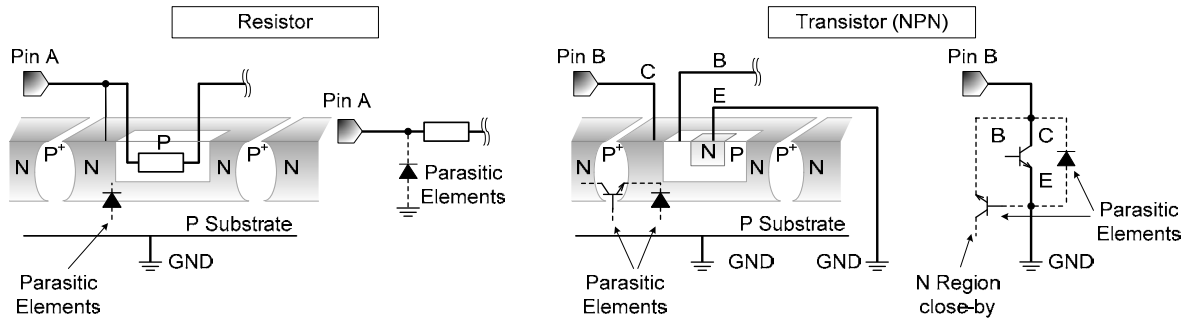 Resistor
Transistor (NPN)
Pin A
Pin A
N
P+
N
P
N
P+
N
Parasitic
Elements
P Substrate
GND
Parasitic
Elements
Pin B
C
B
E
N
P+
N
N
P
P+
N
P Substrate
GND
GND
Parasitic
Elements
Pin B
B
C
E
Parasitic
Elements
GND
N Region
close-by